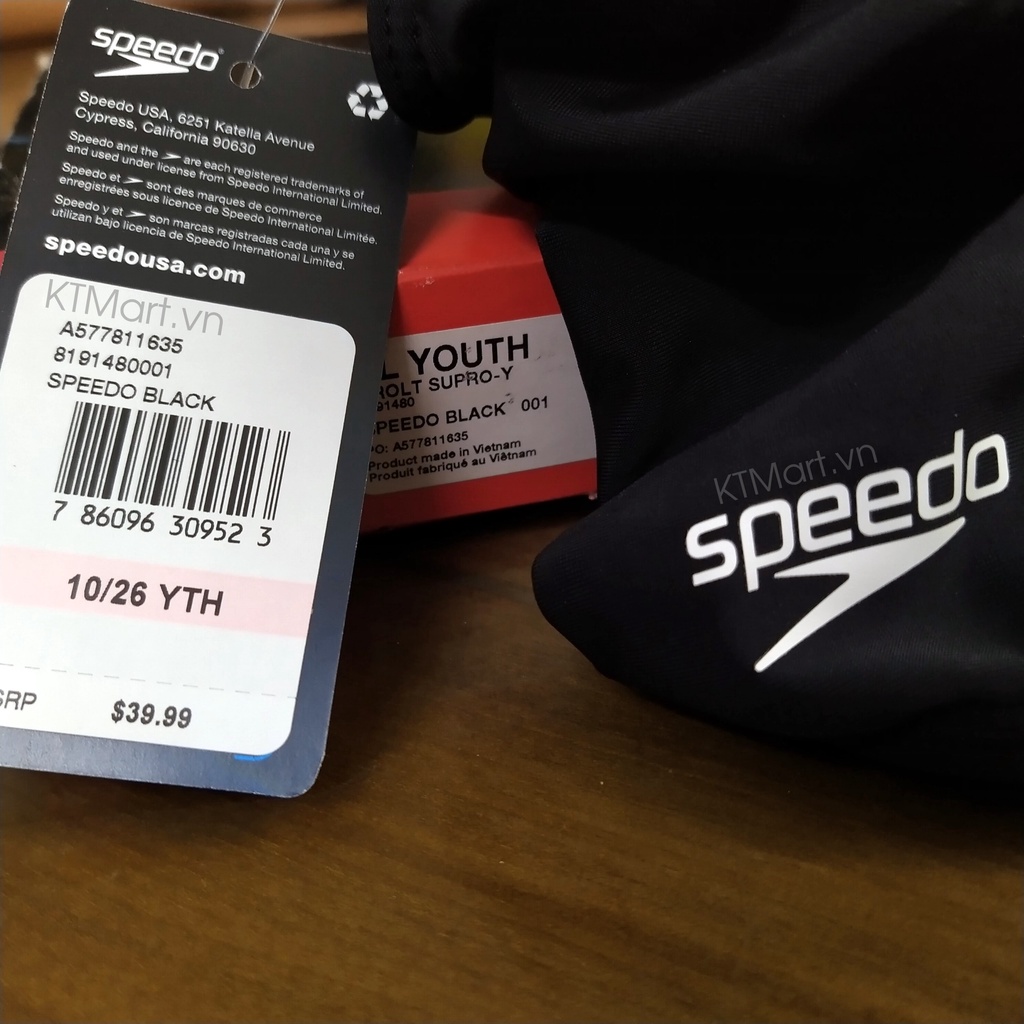 speedo
Speedo USA, 6251 Katella Avenue
Cypress, California 90630
Speedo and the are each registered trademarks of
and used under license from Speedo International Limited.
Speedo et sont des marques de commerce
enregistrées sous licence de Speedo International Limitée.
Speedo y et son marcas registradas cada una y se
utilizan bajo licencia de Speedo International Limited.
speedousa.com
KTMart.vn
A577811635
8191480001
SPEEDO BLACK
7 86096 30952 3
10/26 YTH
SRP $39.99
L YOUTH
ROLT SUPRO-Y
91480
SPEEDO BLACK 001
PO: A577811635
Product made in Vietnam
Produit fabriqué au Viêtnam
KTMart.vn
speedo